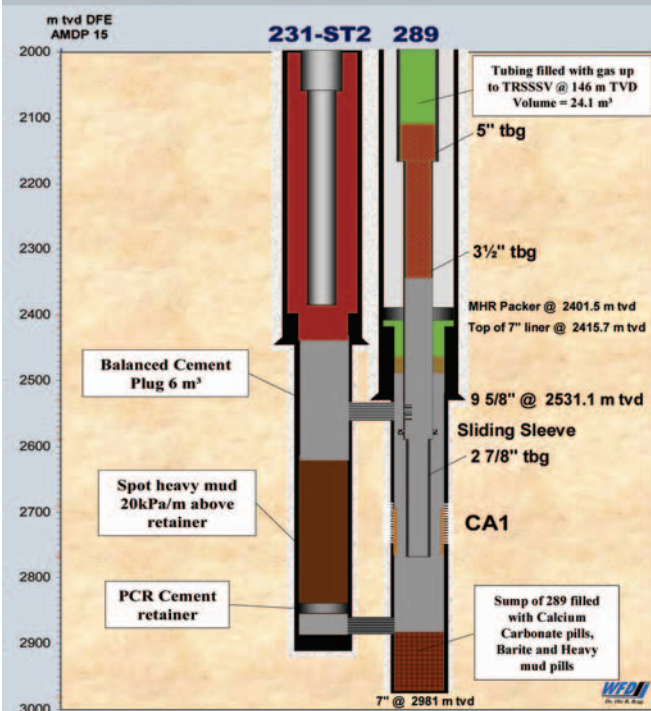 m tvd DFE
AMDP 15
231-ST2 289
2000
2100
2200
2300
2400
2500
2600
2700
2800
2900
3000
Tubing filled with gas up
to TRSSSV @ 146 m TVD
Volume = 24.1 m³
5" tbg
3½" tbg
MHR Packer @ 2401.5 m tvd
Top of 7" liner @ 2415.7 m tvd
Balanced Cement
Plug 6 m³
9 5/8" @ 2531.1 m tvd
Sliding Sleeve
2 7/8" tbg
Spot heavy mud
20kPa/m above
retainer
CA1
PCR Cement
retainer
Sump of 289 filled
with Calcium
Carbonate pills,
Barite and Heavy
mud pills
7" @ 2981 m tvd
WFD